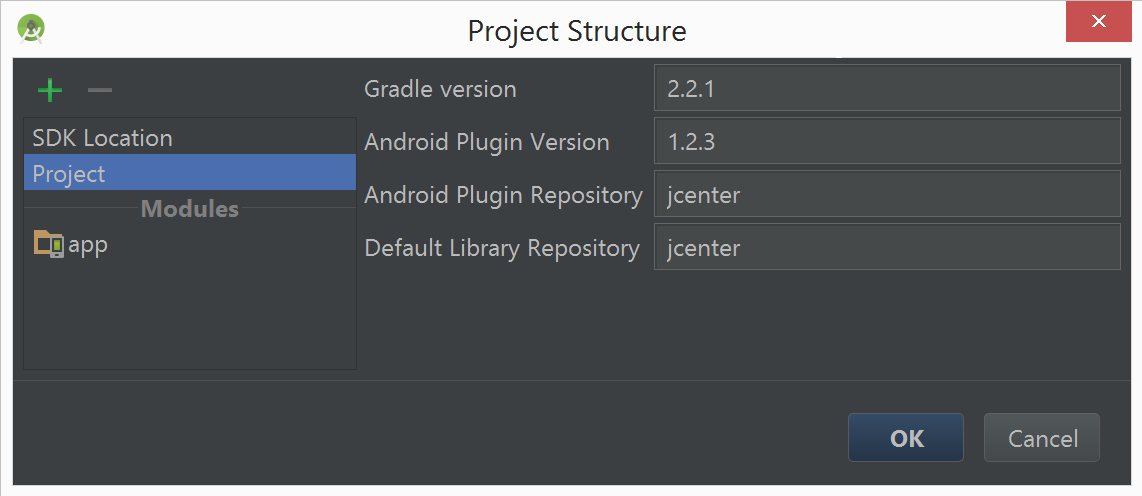 Project Structure
SDK Location
Project
Modules
app
Gradle version 2.2.1
Android Plugin Version 1.2.3
Android Plugin Repository jcenter
Default Library Repository jcenter
OK Cancel